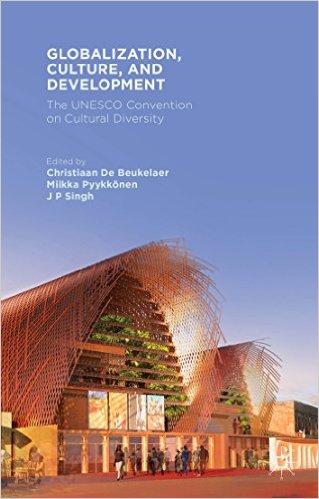 GLOBALIZATION,
CULTURE, AND
DEVELOPMENT
The UNESCO Convention
on Cultural Diversity
Edited by
Christiaan De Beukelaer
Miikka Pyykkönen
J P Singh